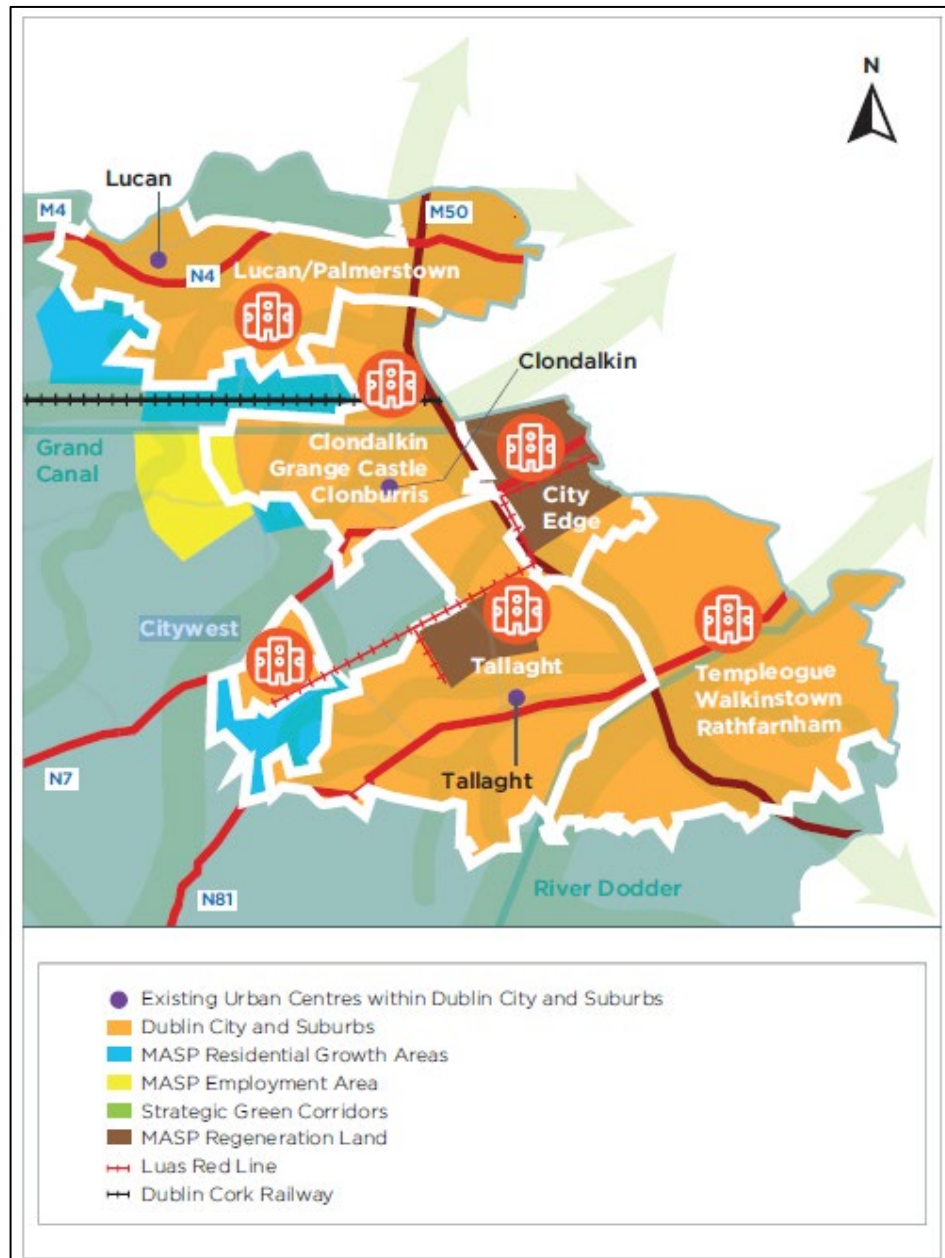 N
Lucan
M4
M50
N4
Lucan/Palmerstown
Clondalkin
Grand
Canal
Clondalkin
Grange Castle
Clonburris
City
Edge
Citywest
Tallaght
Templeogue
Walkinstown
Rathfarnham
N7
Tallaght
N81
River Dodder
Existing Urban Centres within Dublin City and Suburbs
Dublin City and Suburbs
MASP Residential Growth Areas
MASP Employment Area
Strategic Green Corridors
MASP Regeneration Land
Luas Red Line
Dublin Cork Railway